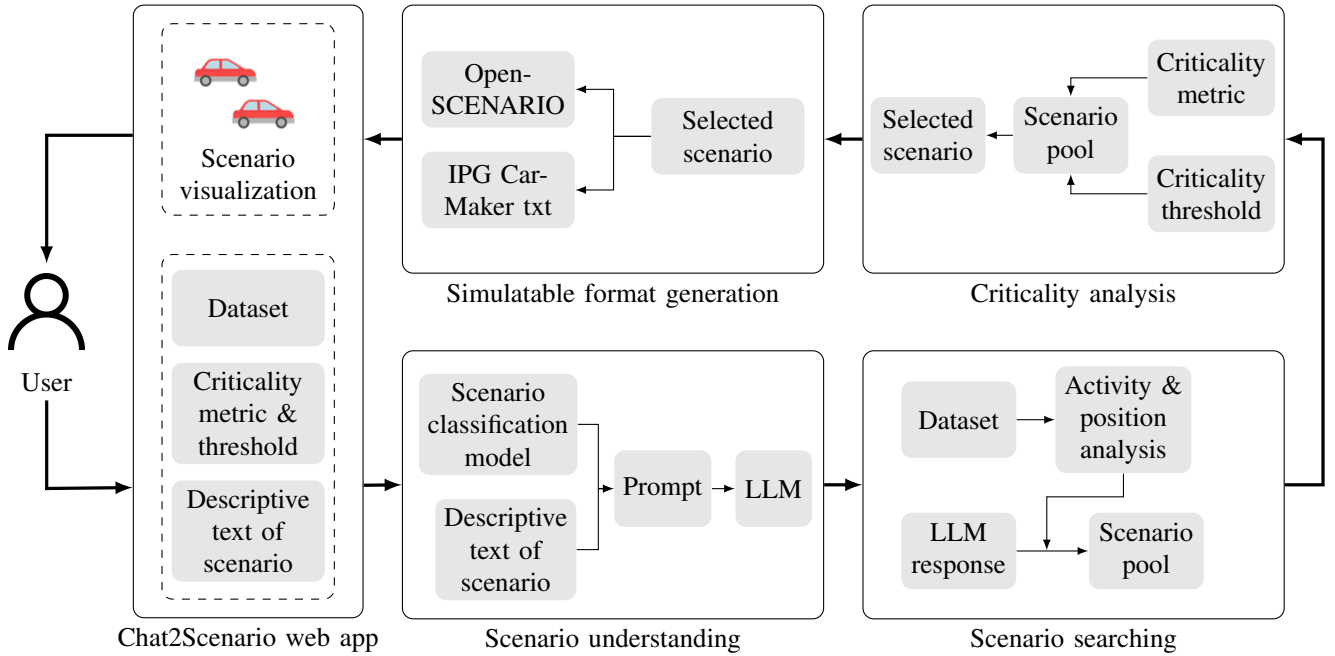 Scenario
visualization
Dataset
Criticality
metric &
threshold
Descriptive
text of
scenario
Chat2Scenario web app
User
Open-
SCENARIO
IPG Car-
Maker txt
Selected
scenario
Simulatable format generation
Selected
scenario
Scenario
pool
Criticality
metric
Criticality
threshold
Criticality analysis
Scenario
classification
model
Descriptive
text of
scenario
Prompt
LLM
Scenario understanding
Dataset
Activity &
position
analysis
LLM
response
Scenario
pool
Scenario searching